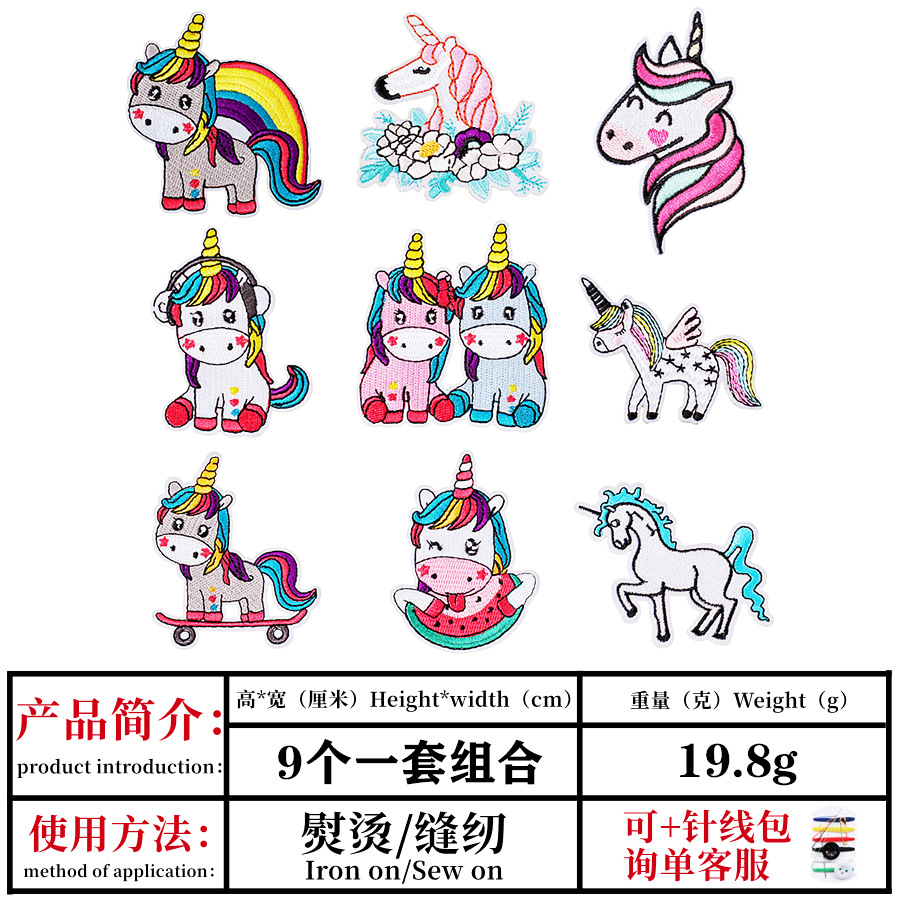 产品简介：
product introduction：
高*宽（厘米）Height*width（cm）
重量（克）Weight（g）
9个一套组合
19.8g
使用方法：
method of application：
熨烫/缝纫
Iron on/Sew on
可+针线包
询单客服